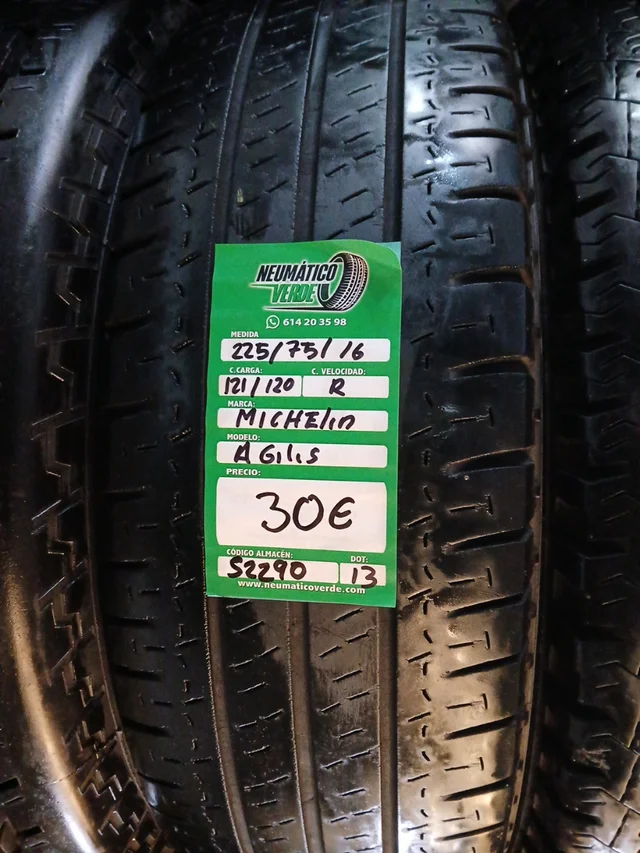 NEUMÁTICO
VERDE
614 20 35 98
MEDIDA
225/75/16
C.CARGA: C. VELOCIDAD:
121/120 R
MARCA:
MICHElin
MODELO:
AGilis
PRECIO:
30€
CÓDIGO ALMACÉN: DOT:
S2290 13
www.neumaticoverde.com